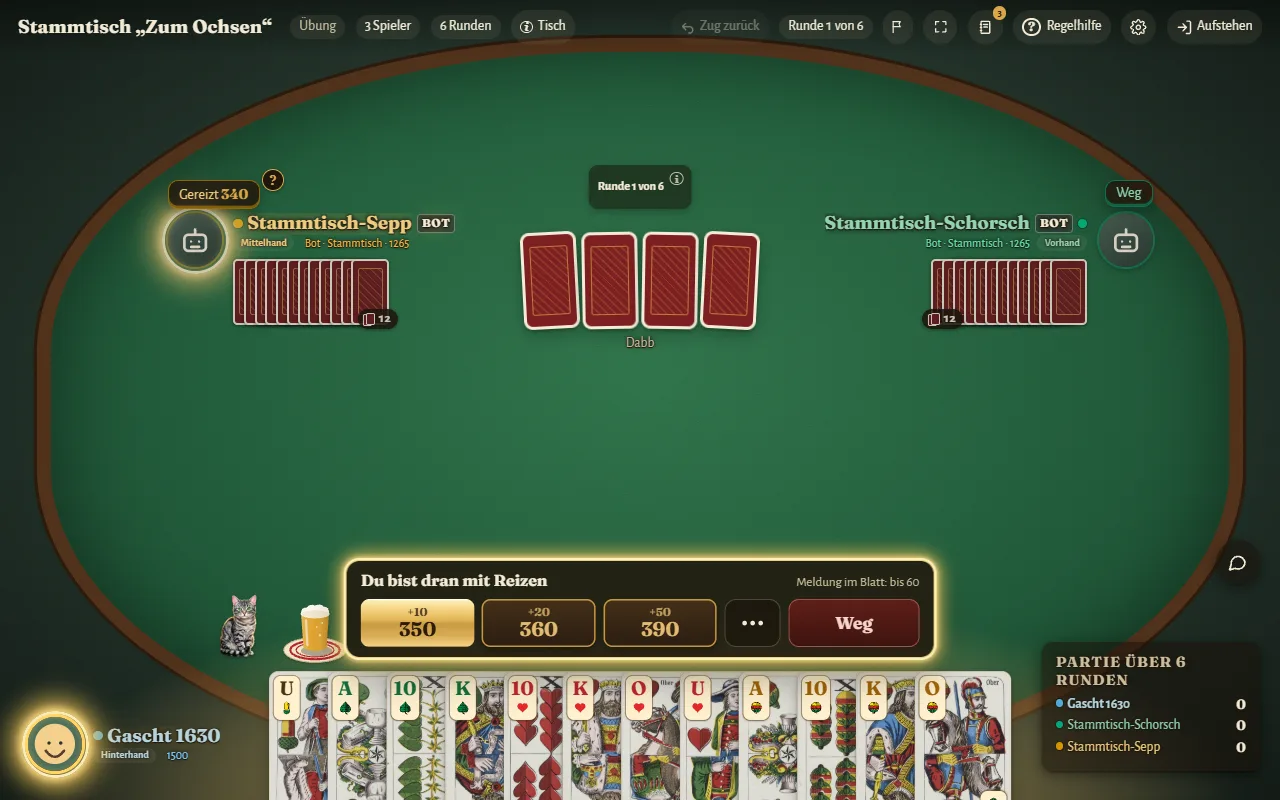 Stammtisch „Zum Ochsen“
Übung
3 Spieler
6 Runden
Tisch
Zug zurück
Runde 1 von 6
3
Regelhilfe
Aufstehen
Gereizt 340
?
Stammtisch-Sepp BOT
Mittelhand Bot · Stammtisch · 1265
12
Runde 1 von 6
Dabb
Weg
Stammtisch-Schorsch BOT
Bot · Stammtisch · 1265 Vorhand
12
Du bist dran mit Reizen
Meldung im Blatt: bis 60
+10
350
+20
360
+50
390
•••
Weg
U A 10 K 10 K O U A 10 K O
Ober
Ober
Gascht 1630
Hinterhand 1500
PARTIE ÜBER 6
RUNDEN
Gascht 1630 0
Stammtisch-Schorsch 0
Stammtisch-Sepp 0